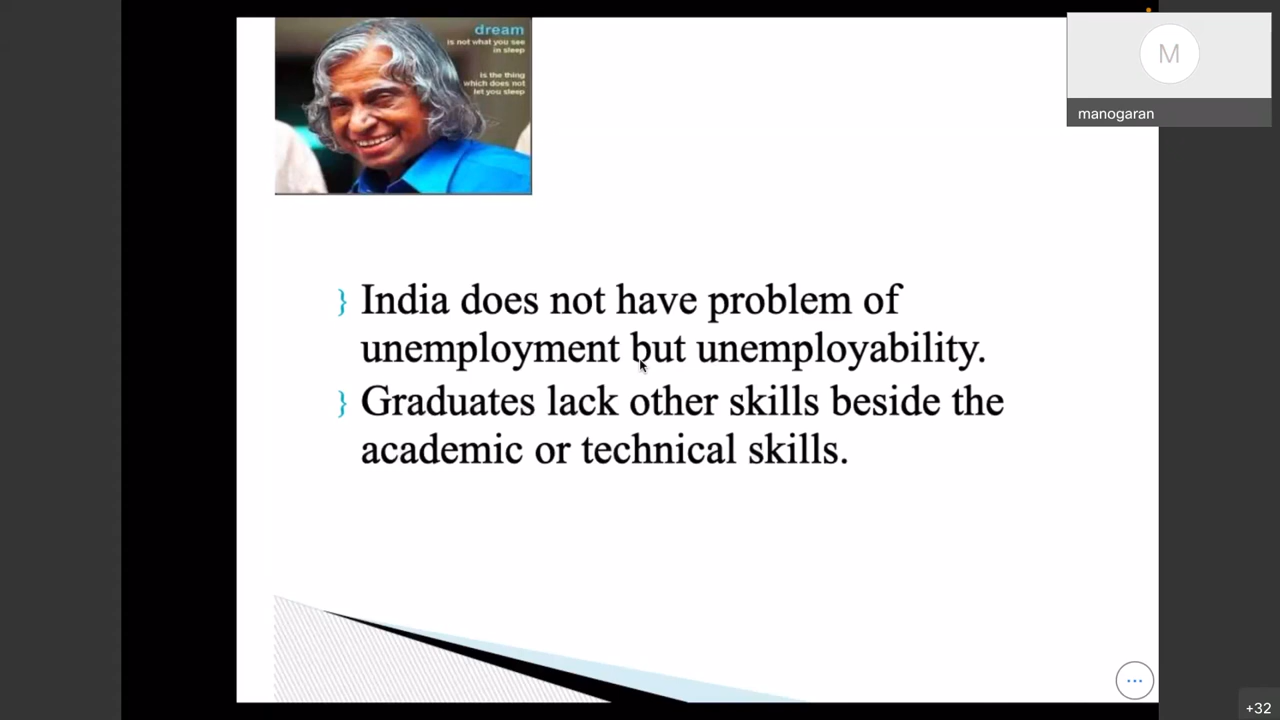 dream
is not what you see
in sleep
is the thing
which does not
let you sleep
M
manogaran
} India does not have problem of
unemployment but unemployability.
} Graduates lack other skills beside the
academic or technical skills.
...
+32